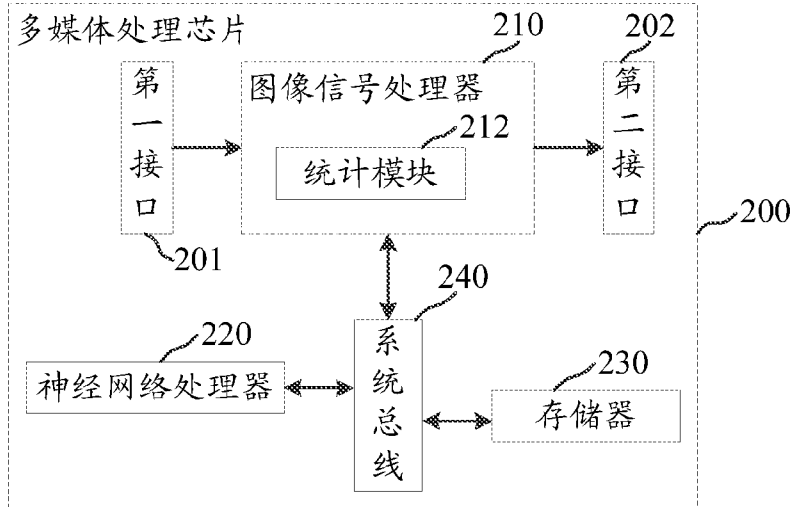 多媒体处理芯片
210
202
第一接口
图像信号处理器
第二接口
212
统计模块
200
201
240
220
系统总线
230
神经网络处理器
存储器